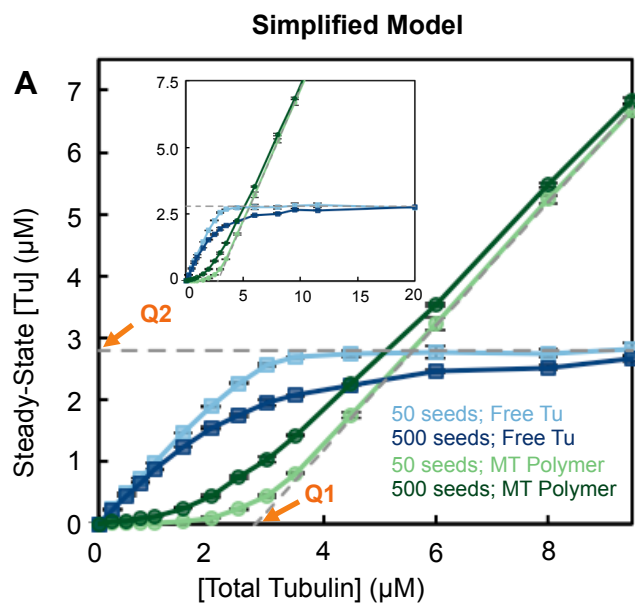 Simplified Model
A
7
6
5
4
3
2
1
0
Steady-State [Tu] (μM)
7.5
5.0
2.5
0
0
5
10
15
20
Q2
Q1
50 seeds; Free Tu
500 seeds; Free Tu
50 seeds; MT Polymer
500 seeds; MT Polymer
0 2 4 6 8
[Total Tubulin] (μM)